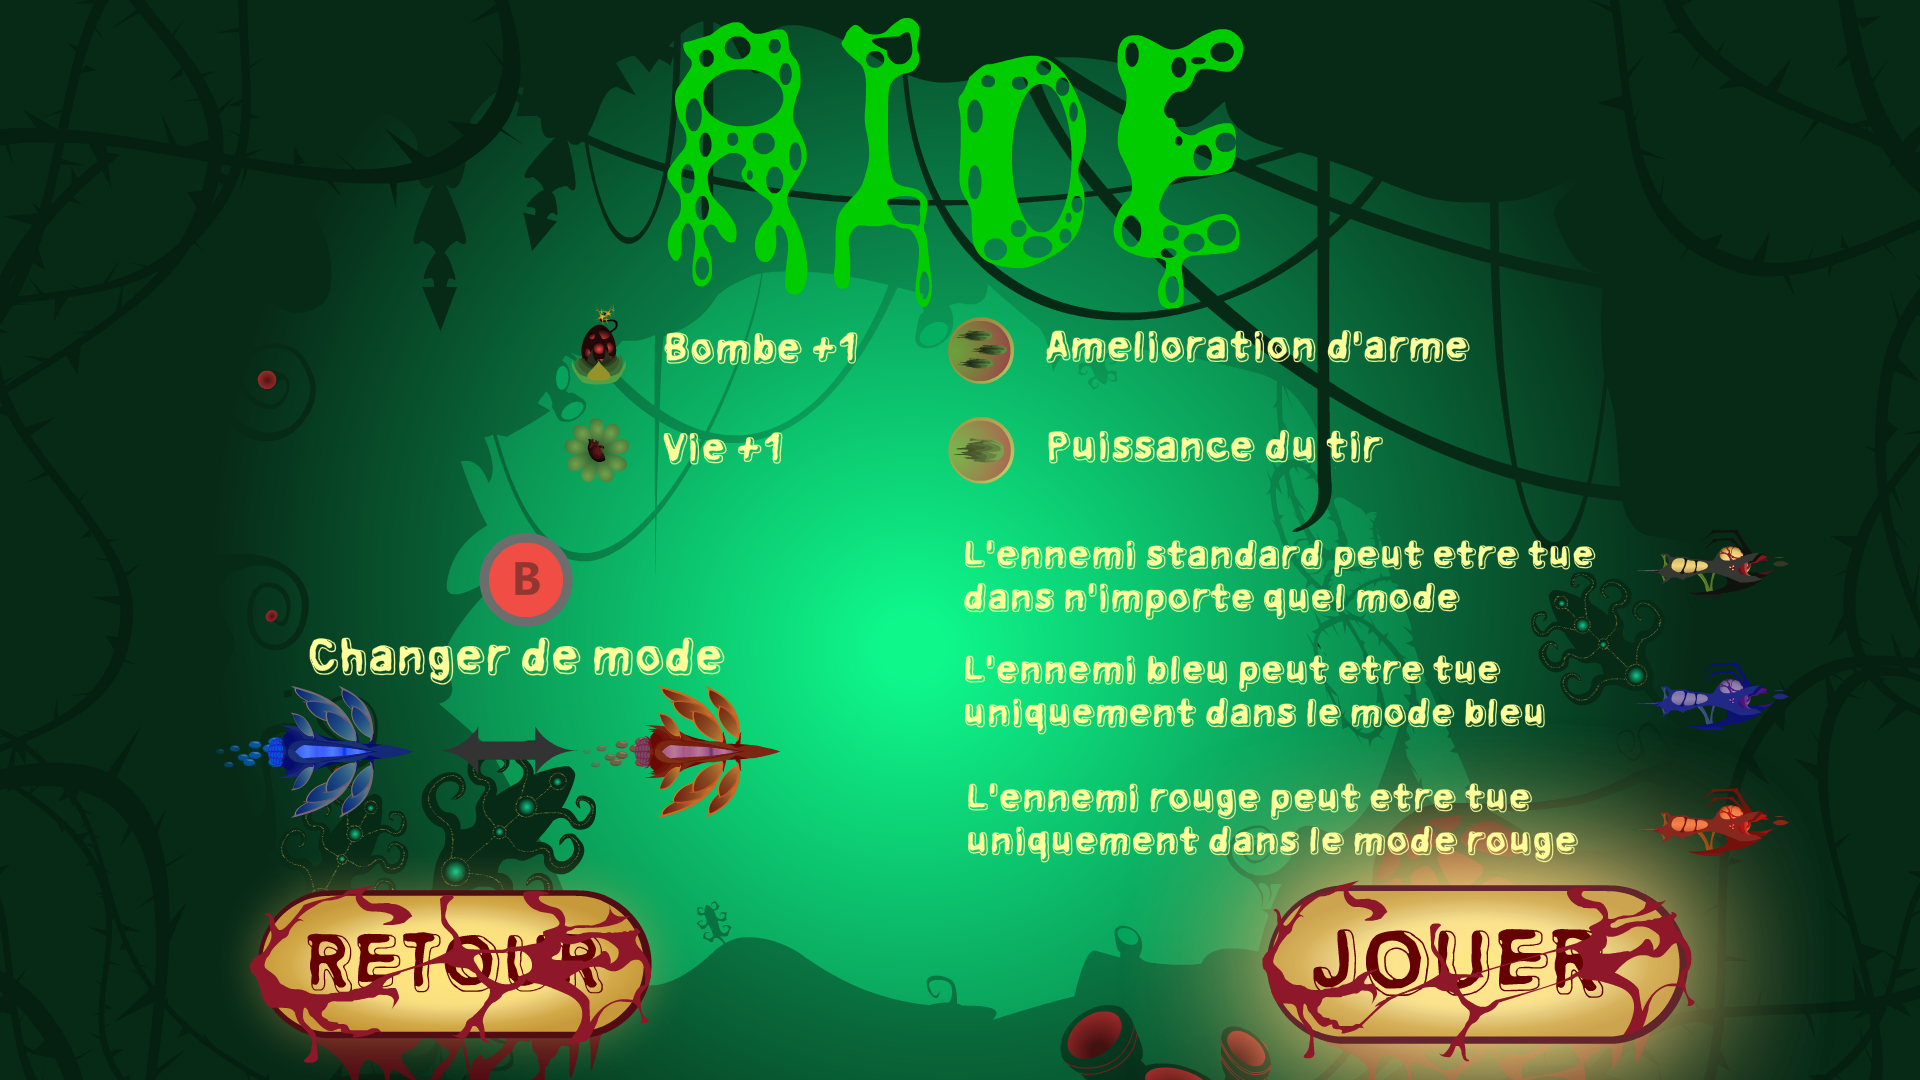 AIDE
Bombe +1
Amelioration d'arme
Vie +1
Puissance du tir
B
Changer de mode
L'ennemi standard peut etre tue
dans n'importe quel mode
L'ennemi bleu peut etre tue
uniquement dans le mode bleu
L'ennemi rouge peut etre tue
uniquement dans le mode rouge
RETOUR
JOUER